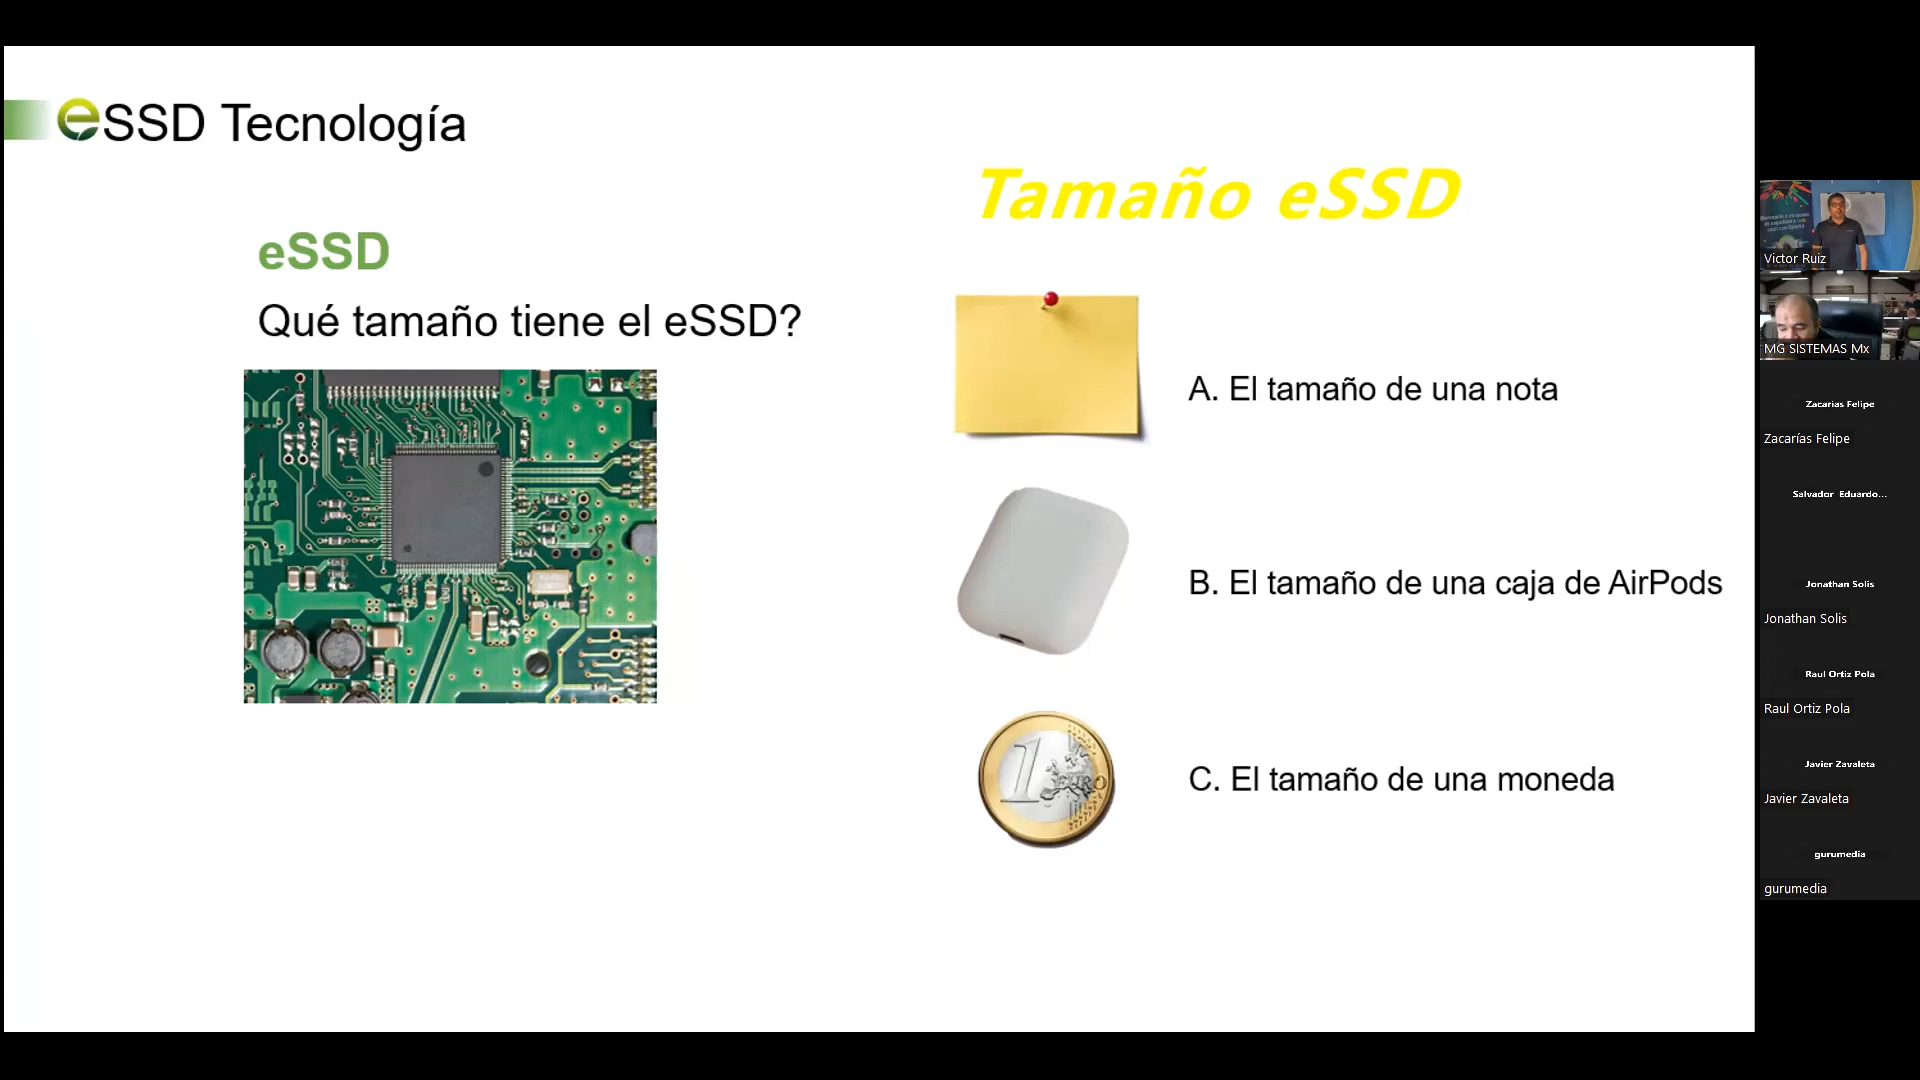 eSSD Tecnología
Tamaño eSSD
eSSD
Qué tamaño tiene el eSSD?
A. El tamaño de una nota
B. El tamaño de una caja de AirPods
1 EURO
C. El tamaño de una moneda
Victor Ruiz
MG SISTEMAS Mx
Zacarias Felipe
Zacarías Felipe
Salvador Eduardo...
Jonathan Solis
Jonathan Solis
Raul Ortiz Pola
Raul Ortiz Pola
Javier Zavaleta
Javier Zavaleta
gurumedia
gurumedia